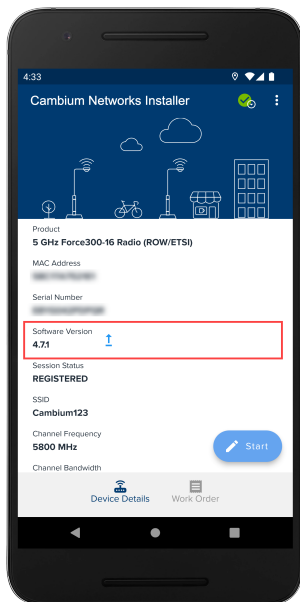 4:33
Cambium Networks Installer
Product
5 GHz Force300-16 Radio (ROW/ETSI)
MAC Address
Serial Number
Software Version
4.7.1
Session Status
REGISTERED
SSID
Cambium123
Channel Frequency
5800 MHz
Start
Channel Bandwidth
Device Details
Work Order